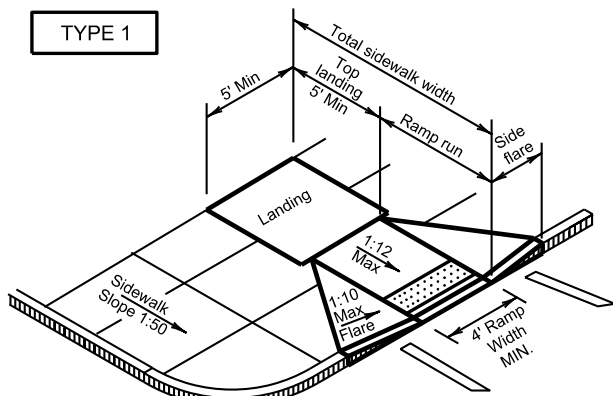 TYPE 1
Total sidewalk width
5' Min
Top
landing
5' Min
Ramp run
Side
flare
Landing
1:12
Max
Sidewalk
Slope 1:50
1:10
Max
Flare
4' Ramp
Width
MIN.